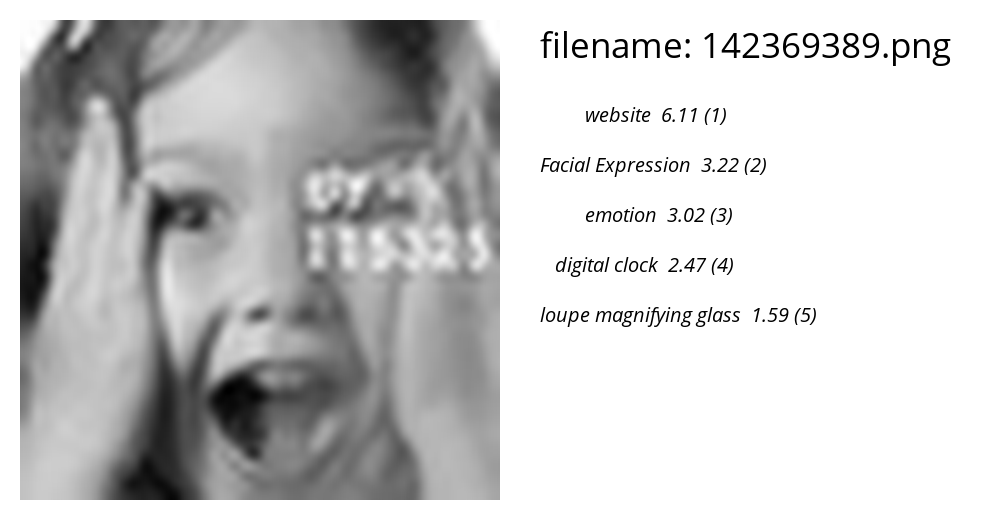 filename: 142369389.png
website 6.11 (1)
Facial Expression 3.22 (2)
emotion 3.02 (3)
digital clock 2.47 (4)
loupe magnifying glass 1.59 (5)